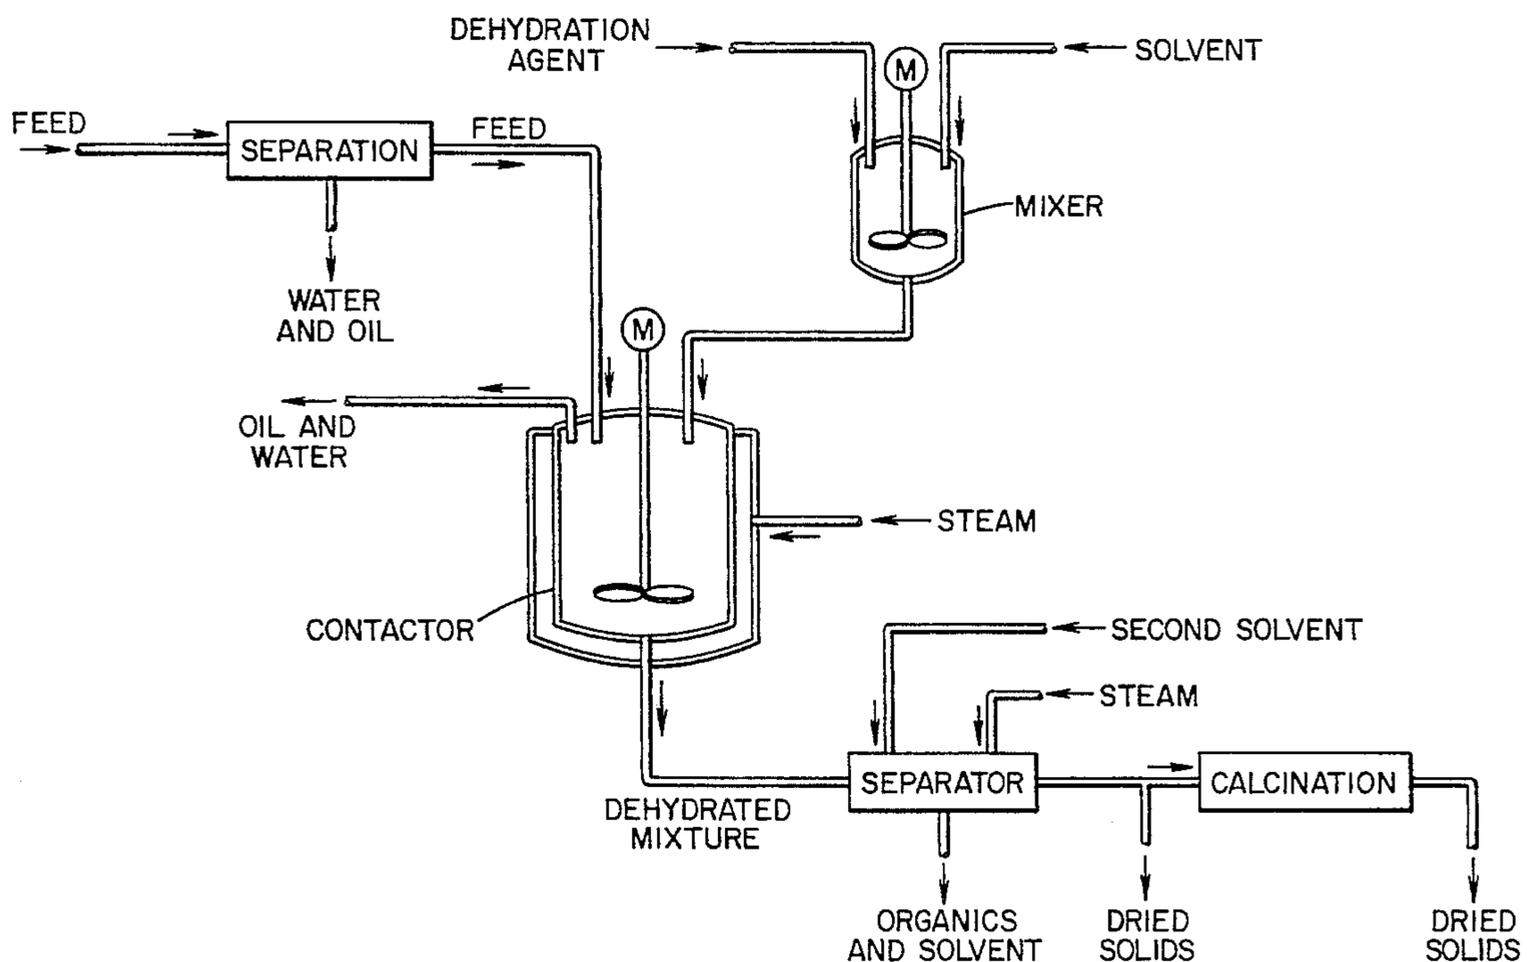 DEHYDRATION
AGENT
SOLVENT
M
FEED
SEPARATION
FEED
MIXER
WATER
AND OIL
M
OIL AND
WATER
STEAM
CONTACTOR
SECOND SOLVENT
STEAM
SEPARATOR
CALCINATION
DEHYDRATED
MIXTURE
ORGANICS
AND SOLVENT
DRIED
SOLIDS
DRIED
SOLIDS